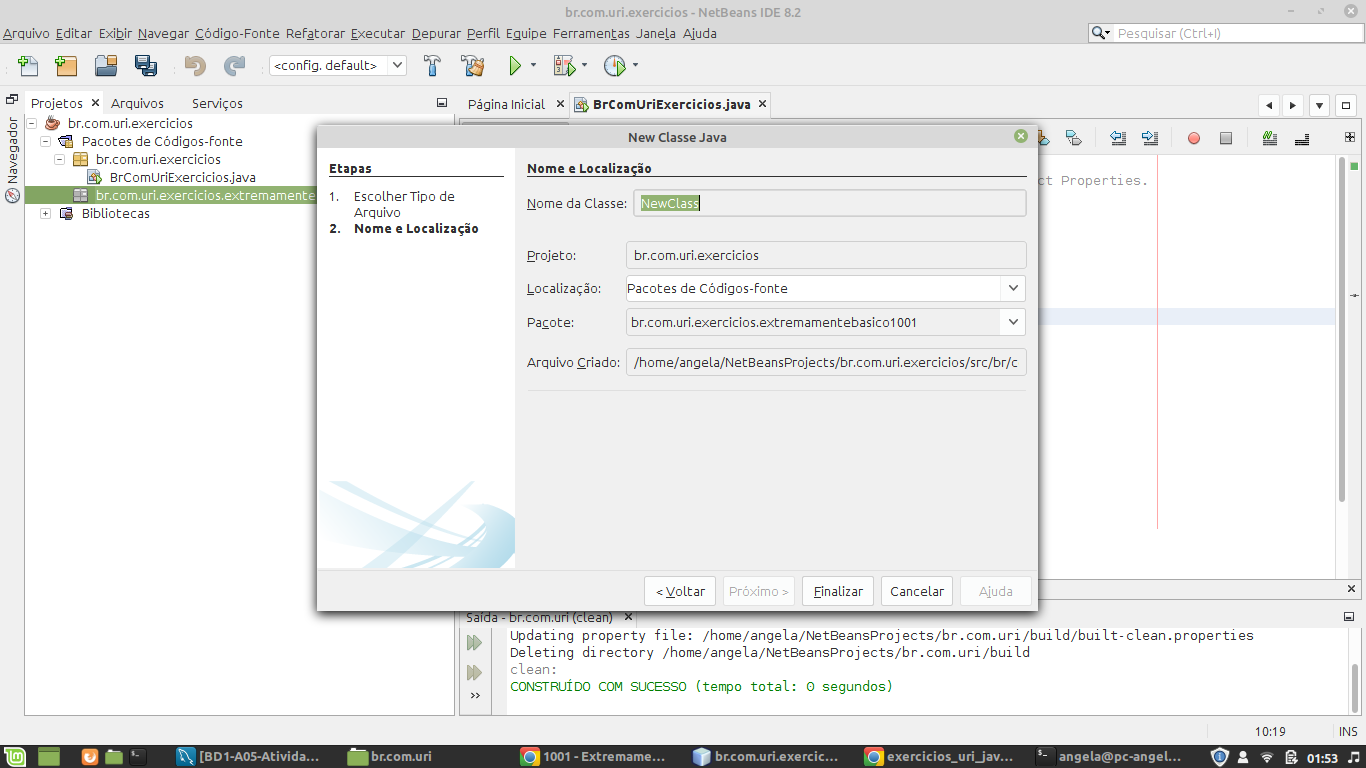 br.com.uri.exercicios - NetBeans IDE 8.2
Arquivo Editar Exibir Navegar Código-Fonte Refatorar Executar Depurar Perfil Equipe Ferramentas Janela Ajuda
Pesquisar (Ctrl+I)
<config. default>
Projetos Arquivos Serviços
Navegador
br.com.uri.exercicios
Pacotes de Códigos-fonte
br.com.uri.exercicios
BrComUriExercicios.java
br.com.uri.exercicios.extremamente
Bibliotecas
Página Inicial BrComUriExercicios.java
ct Properties.
New Classe Java
Etapas
1. Escolher Tipo de
Arquivo
2. Nome e Localização
Nome e Localização
Nome da Classe: NewClass
Projeto: br.com.uri.exercicios
Localização: Pacotes de Códigos-fonte
Pacote: br.com.uri.exercicios.extremamentebasico1001
Arquivo Criado: /home/angela/NetBeansProjects/br.com.uri.exercicios/src/br/c
< Voltar Próximo > Finalizar Cancelar Ajuda
Saída - br.com.uri (clean)
Updating property file: /home/angela/NetBeansProjects/br.com.uri/build/built-clean.properties
Deleting directory /home/angela/NetBeansProjects/br.com.uri/build
clean:
CONSTRUÍDO COM SUCESSO (tempo total: 0 segundos)
10:19 INS
[BD1-A05-Ativida... br.com.uri 1001 - Extremame... br.com.uri.exercic... exercicios_uri_jav... angela@pc-angel... 01:53